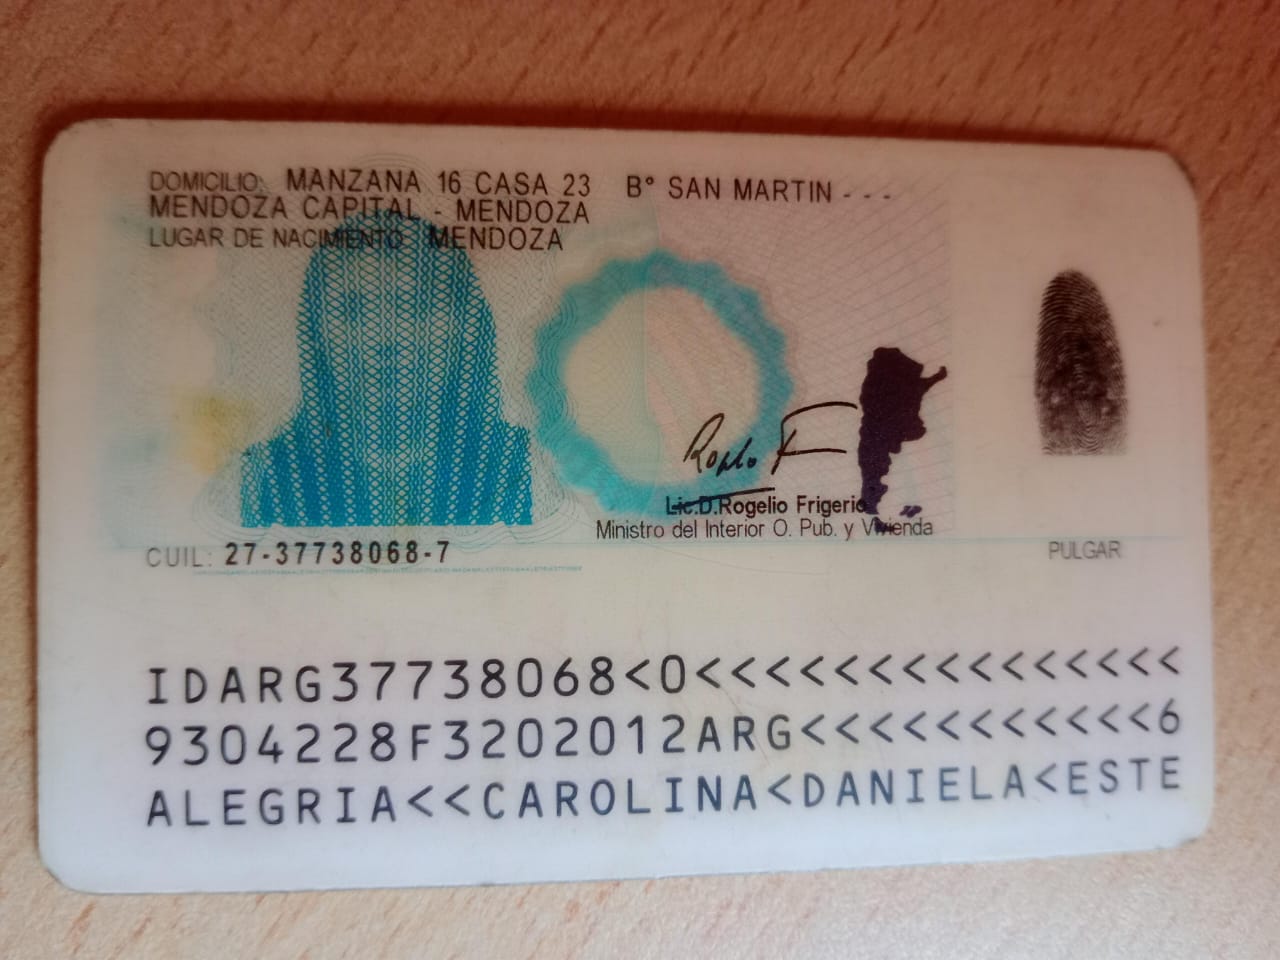 DOMICILIO: MANZANA 16 CASA 23 B° SAN MARTIN - - -
MENDOZA CAPITAL - MENDOZA
LUGAR DE NACIMIENTO MENDOZA
Rogelio F
Lic.D.Rogelio Frigerio
Ministro del Interior O. Pub. y Vivienda
CUIL: 27-37738068-7
PULGAR
IDARG37738068<0<<<<<<<<<<<<<<<
9304228F3202012ARG<<<<<<<<<<<6
ALEGRIA<<CAROLINA<DANIELA<ESTE